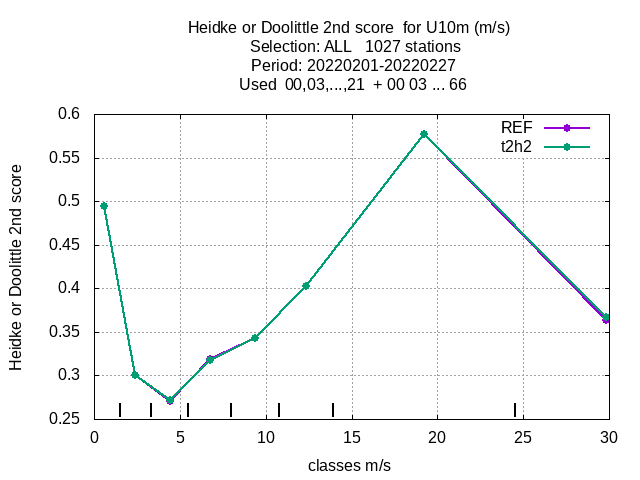 Heidke or Doolittle 2nd score  for U10m (m/s)
Selection: ALL   1027 stations
Period: 20220201-20220227
Used  00,03,...,21  + 00 03 ... 66
REF
t2h2
Heidke or Doolittle 2nd score
0.6
0.55
0.5
0.45
0.4
0.35
0.3
0.25
0 5 10 15 20 25 30
classes m/s